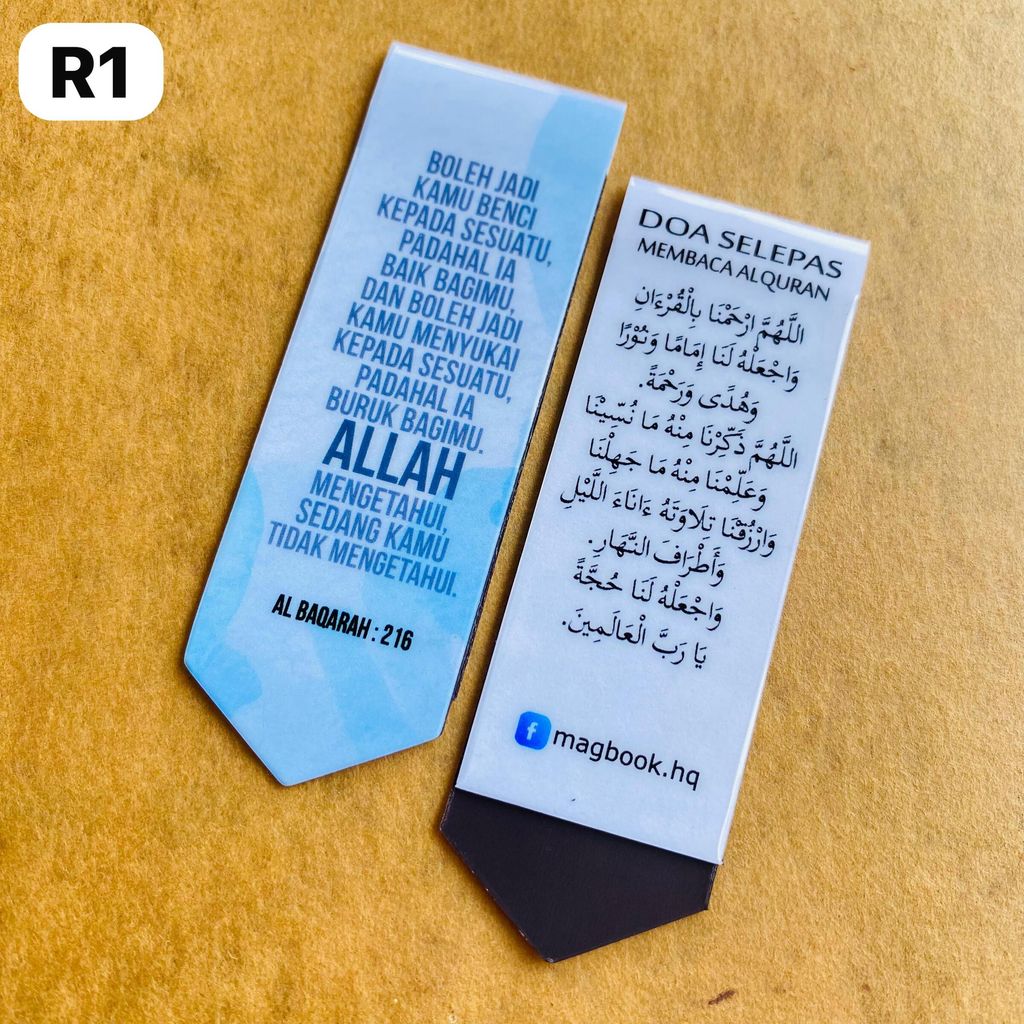 R1
BOLEH JADI
KAMU BENCI
KEPADA SESUATU,
PADAHAL IA
BAIK BAGIMU,
DAN BOLEH JADI
KAMU MENYUKAI
KEPADA SESUATU,
PADAHAL IA
BURUK BAGIMU.
ALLAH
MENGETAHUI,
SEDANG KAMU
TIDAK MENGETAHUI.
AL BAQARAH : 216
DOA SELEPAS
MEMBACA ALQURAN
اللَّهُمَّ ارْحَمْنَا بِالْقُرْءَانِ
وَاجْعَلْهُ لَنَا إِمَامًا وَنُوْرًا
وَهُدًى وَرَحْمَةً.
اللَّهُمَّ ذَكِّرْنَا مِنْهُ مَا نُسِّيْنَا
وَعَلِّمْنَا مِنْهُ مَا جَهِلْنَا
وَارْزُقْنَا تِلَاوَتَهُ ءَانَاءَ اللَّيْلِ
وَأَطْرَافَ النَّهَارِ.
وَاجْعَلْهُ لَنَا حُجَّةً
يَا رَبَّ الْعَالَمِينَ.
f magbook.hq